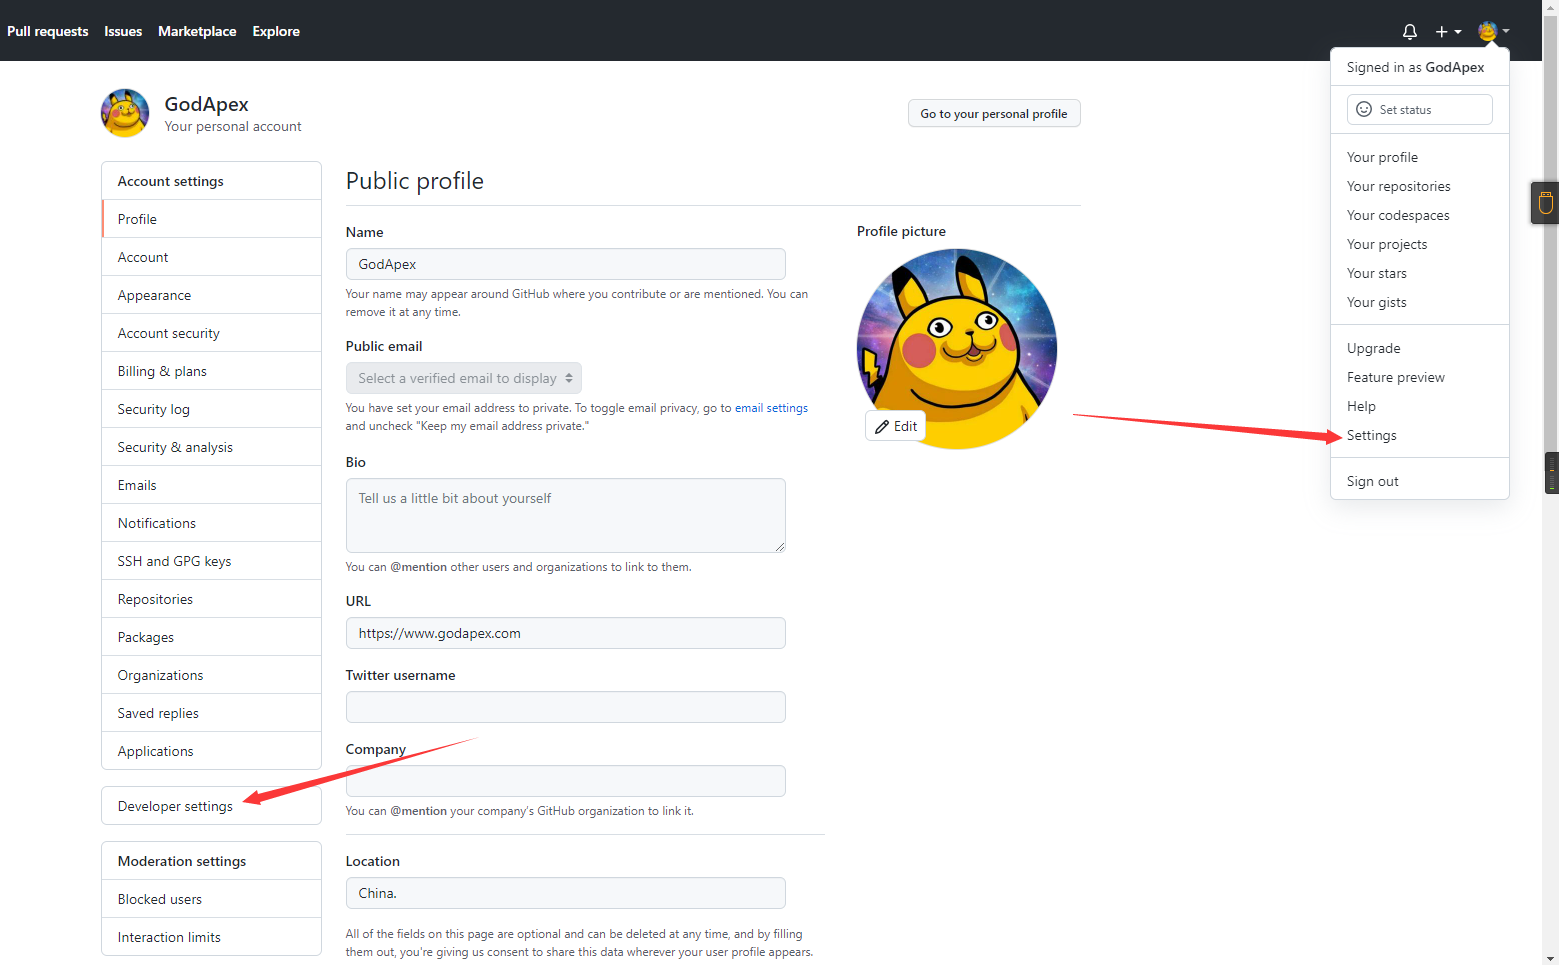 Pull requests Issues Marketplace Explore
Signed in as GodApex
Set status
Your profile
Your repositories
Your codespaces
Your projects
Your stars
Your gists
Upgrade
Feature preview
Help
Settings
Sign out
GodApex
Your personal account
Go to your personal profile
Account settings
Profile
Account
Appearance
Account security
Billing & plans
Security log
Security & analysis
Emails
Notifications
SSH and GPG keys
Repositories
Packages
Organizations
Saved replies
Applications
Developer settings
Moderation settings
Blocked users
Interaction limits
Public profile
Name
GodApex
Your name may appear around GitHub where you contribute or are mentioned. You can
remove it at any time.
Public email
Select a verified email to display
You have set your email address to private. To toggle email privacy, go to email settings
and uncheck "Keep my email address private."
Bio
Tell us a little bit about yourself
You can @mention other users and organizations to link to them.
URL
https://www.godapex.com
Twitter username
Company
You can @mention your company's GitHub organization to link it.
Location
China.
All of the fields on this page are optional and can be deleted at any time, and by filling
them out, you're giving us consent to share this data wherever your user profile appears.
Profile picture
Edit